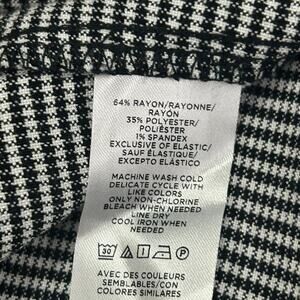 64% RAYON/RAYONNE/
RAYÓN
35% POLYESTER/
POLIÉSTER
1% SPANDEX
EXCLUSIVE OF ELASTIC/
SAUF ÉLASTIQUE/
EXCEPTO ELÁSTICO
MACHINE WASH COLD
DELICATE CYCLE WITH
LIKE COLORS
ONLY NON-CHLORINE
BLEACH WHEN NEEDED
LINE DRY
COOL IRON WHEN
NEEDED
30 P
AVEC DES COULEURS
SEMBLABLES/CON
COLORES SIMILARES